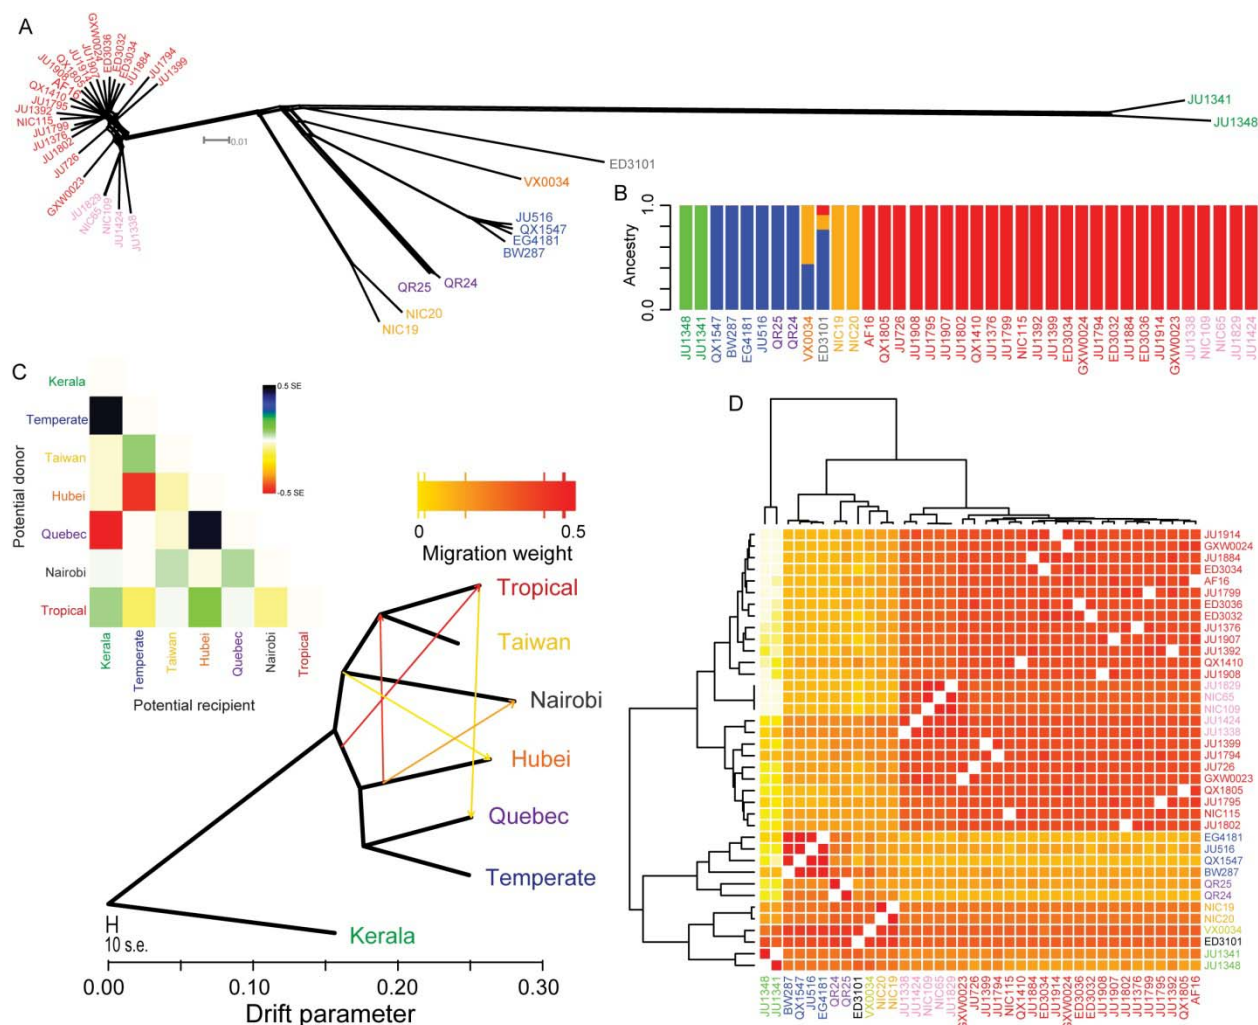 A
GXW0024
ED3036
ED3032
ED3034
JU1884
JU1794
JU1399
JU1907
JU1914
QX1805
JU1908
AF16
QX1410
JU1795
JU1392
NIC115
JU1799
JU1376
JU1802
JU726
GXW0023
JU1829
NIC65
NIC109
JU1424
JU1338
0.01
JU1341
JU1348
ED3101
VX0034
JU516
QX1547
EG4181
BW287
QR25
QR24
NIC20
NIC19
B
1.0
Ancestry
0.0
JU1348
JU1341
QX1547
BW287
EG4181
JU516
QR25
QR24
VX0034
ED3101
NIC19
NIC20
AF16
QX1805
JU726
JU1908
JU1795
JU1907
JU1802
QX1410
JU1376
JU1799
NIC115
JU1392
JU1399
ED3034
GXW0024
JU1794
ED3032
JU1884
ED3036
JU1914
GXW0023
JU1338
NIC109
NIC65
JU1829
JU1424
C
Potential donor
Kerala
Temperate
Taiwan
Hubei
Quebec
Nairobi
Tropical
0.5 SE
-0.5 SE
Kerala
Temperate
Taiwan
Hubei
Quebec
Nairobi
Tropical
Potential recipient
0
0.5
Migration weight
Tropical
Taiwan
Nairobi
Hubei
Quebec
Temperate
Kerala
10 s.e.
0.00 0.10 0.20 0.30
Drift parameter
D
JU1914
GXW0024
JU1884
ED3034
AF16
JU1799
ED3036
ED3032
JU1376
JU1907
JU1392
QX1410
JU1908
JU1829
NIC65
NIC109
JU1424
JU1338
JU1399
JU1794
JU726
GXW0023
QX1805
JU1795
NIC115
JU1802
EG4181
JU516
QX1547
BW287
QR25
QR24
NIC19
NIC20
VX0034
ED3101
JU1341
JU1348
JU1348
JU1341
BW287
QX1547
JU516
EG4181
QR24
QR25
ED3101
VX0034
NIC20
NIC19
JU1338
JU1424
NIC109
NIC65
JU1829
GXW0023
JU726
JU1399
JU1794
NIC115
QX1410
JU1884
ED3034
JU1914
GXW0024
ED3036
ED3032
JU1908
JU1907
JU1802
JU1376
JU1799
JU1795
JU1392
QX1805
AF16